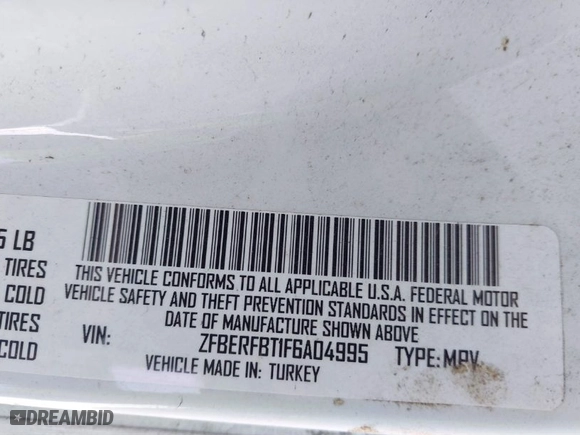 5 LB
TIRES
COLD
TIRES
COLD
THIS VEHICLE CONFORMS TO ALL APPLICABLE U.S.A. FEDERAL MOTOR
VEHICLE SAFETY AND THEFT PREVENTION STANDARDS IN EFFECT ON THE
DATE OF MANUFACTURE SHOWN ABOVE
VIN: ZFBERFBT1F6A04995 TYPE: MPV
VEHICLE MADE IN: TURKEY
DREAMBID